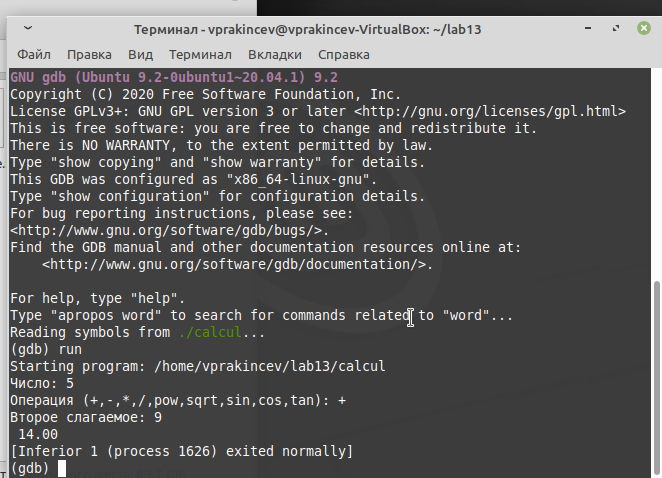 Терминал - vprakincev@vprakincev-VirtualBox: ~/lab13
Файл Правка Вид Терминал Вкладки Справка
GNU gdb (Ubuntu 9.2-0ubuntu1~20.04.1) 9.2
Copyright (C) 2020 Free Software Foundation, Inc.
License GPLv3+: GNU GPL version 3 or later <http://gnu.org/licenses/gpl.html>
This is free software: you are free to change and redistribute it.
There is NO WARRANTY, to the extent permitted by law.
Type "show copying" and "show warranty" for details.
This GDB was configured as "x86_64-linux-gnu".
Type "show configuration" for configuration details.
For bug reporting instructions, please see:
<http://www.gnu.org/software/gdb/bugs/>.
Find the GDB manual and other documentation resources online at:
    <http://www.gnu.org/software/gdb/documentation/>.

For help, type "help".
Type "apropos word" to search for commands related to "word"...
Reading symbols from ./calcul...
(gdb) run
Starting program: /home/vprakincev/lab13/calcul
Число: 5
Операция (+,-,*,/,pow,sqrt,sin,cos,tan): +
Второе слагаемое: 9
 14.00
[Inferior 1 (process 1626) exited normally]
(gdb)